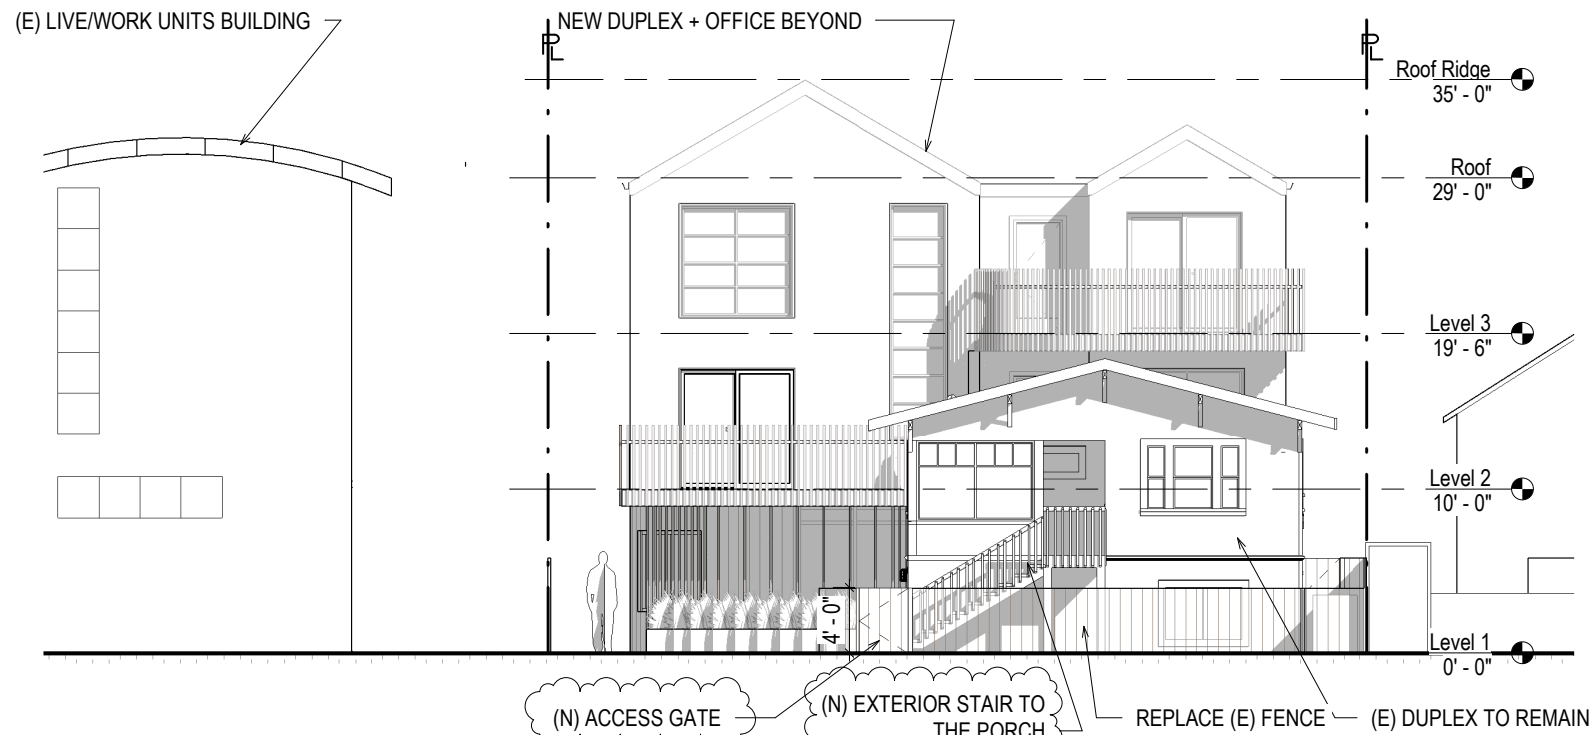 (E) LIVE/WORK UNITS BUILDING
NEW DUPLEX + OFFICE BEYOND
PL
PL
Roof Ridge
35' - 0"
Roof
29' - 0"
Level 3
19' - 6"
Level 2
10' - 0"
4' - 0"
Level 1
0' - 0"
(N) ACCESS GATE
(N) EXTERIOR STAIR TO
THE PORCH
REPLACE (E) FENCE
(E) DUPLEX TO REMAIN